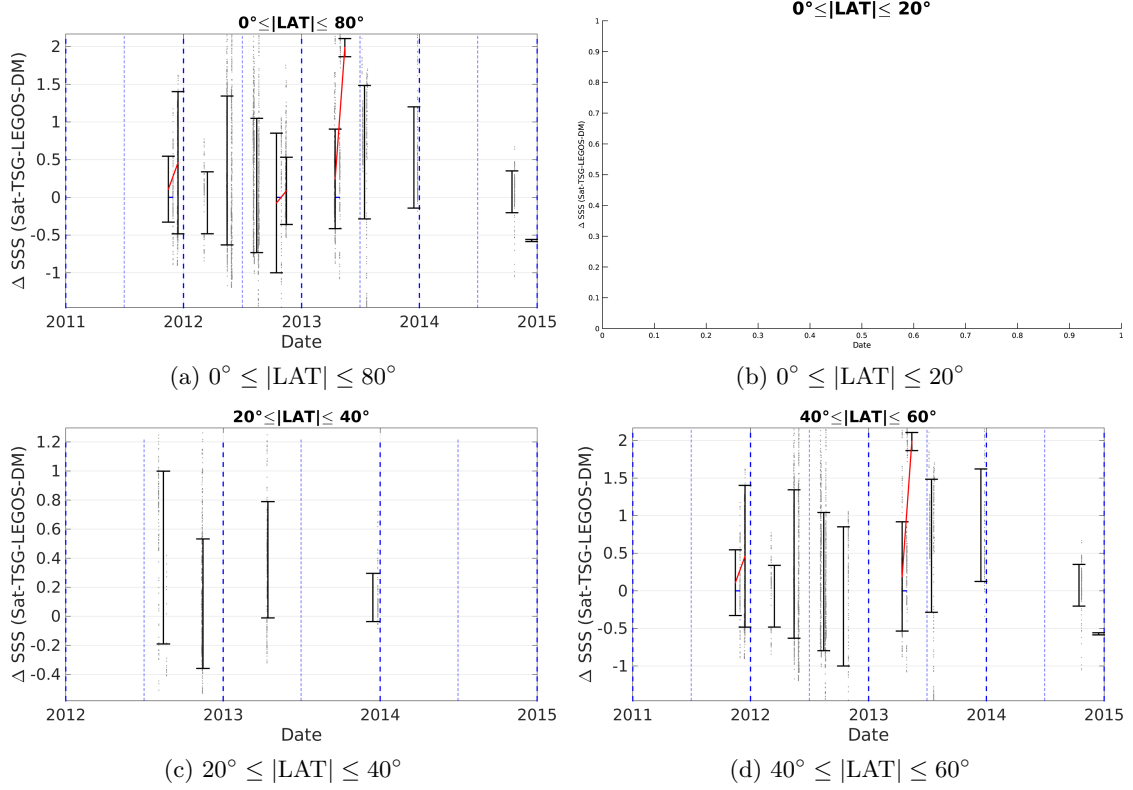 0°≤|LAT|≤ 80°
Δ SSS (Sat-TSG-LEGOS-DM)
2
1.5
1
0.5
0
-0.5
-1
2011 2012 2013 2014 2015
Date
(a) 0° ≤ |LAT| ≤ 80°
0°≤|LAT|≤ 20°
Δ SSS (Sat-TSG-LEGOS-DM)
1
0.9
0.8
0.7
0.6
0.5
0.4
0.3
0.2
0.1
0
0 0.1 0.2 0.3 0.4 0.5 0.6 0.7 0.8 0.9 1
Date
(b) 0° ≤ |LAT| ≤ 20°
20°≤|LAT|≤ 40°
Δ SSS (Sat-TSG-LEGOS-DM)
1.2
1
0.8
0.6
0.4
0.2
0
-0.2
-0.4
2012 2013 2014 2015
Date
(c) 20° ≤ |LAT| ≤ 40°
40°≤|LAT|≤ 60°
Δ SSS (Sat-TSG-LEGOS-DM)
2
1.5
1
0.5
0
-0.5
-1
2011 2012 2013 2014 2015
Date
(d) 40° ≤ |LAT| ≤ 60°